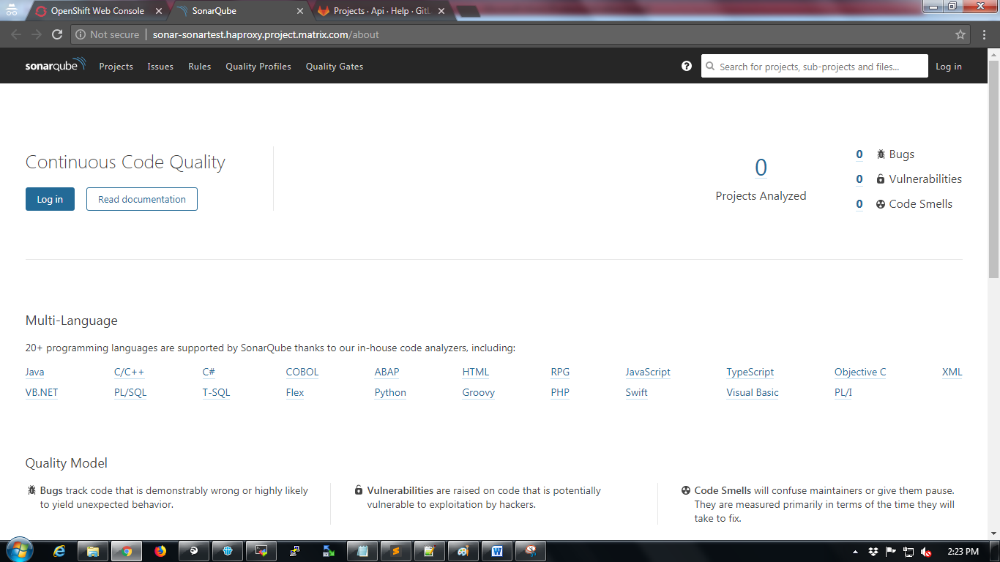 OpenShift Web Console
SonarQube
Projects · Api · Help · Gitl
Not secure | sonar-sonartest.haproxy.project.matrix.com/about
sonarqube Projects Issues Rules Quality Profiles Quality Gates
Search for projects, sub-projects and files...
Log in
Continuous Code Quality
Log in
Read documentation
0
Projects Analyzed
0 Bugs
0 Vulnerabilities
0 Code Smells
Multi-Language
20+ programming languages are supported by SonarQube thanks to our in-house code analyzers, including:
Java C/C++ C# COBOL ABAP HTML RPG JavaScript TypeScript Objective C XML
VB.NET PL/SQL T-SQL Flex Python Groovy PHP Swift Visual Basic PL/I
Quality Model
Bugs track code that is demonstrably wrong or highly likely
to yield unexpected behavior.
Vulnerabilities are raised on code that is potentially
vulnerable to exploitation by hackers.
Code Smells will confuse maintainers or give them pause.
They are measured primarily in terms of the time they will
take to fix.
2:23 PM